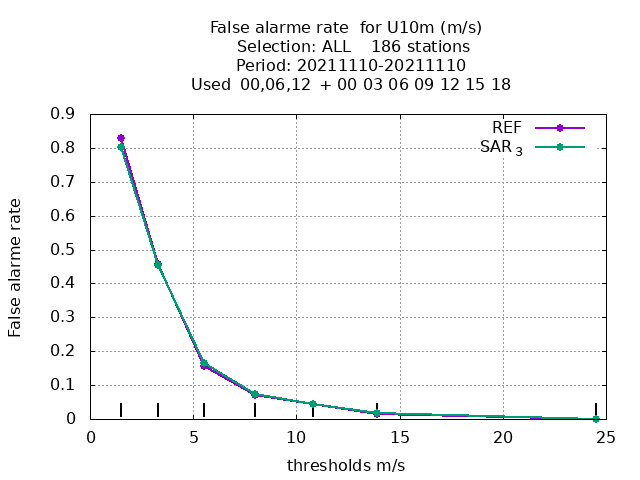 False alarme rate  for U10m (m/s)
Selection: ALL    186 stations
Period: 20211110-20211110
Used  00,06,12  + 00 03 06 09 12 15 18
REF
SAR 3
0.9
0.8
0.7
0.6
0.5
0.4
0.3
0.2
0.1
0
False alarme rate
0 5 10 15 20 25
thresholds m/s